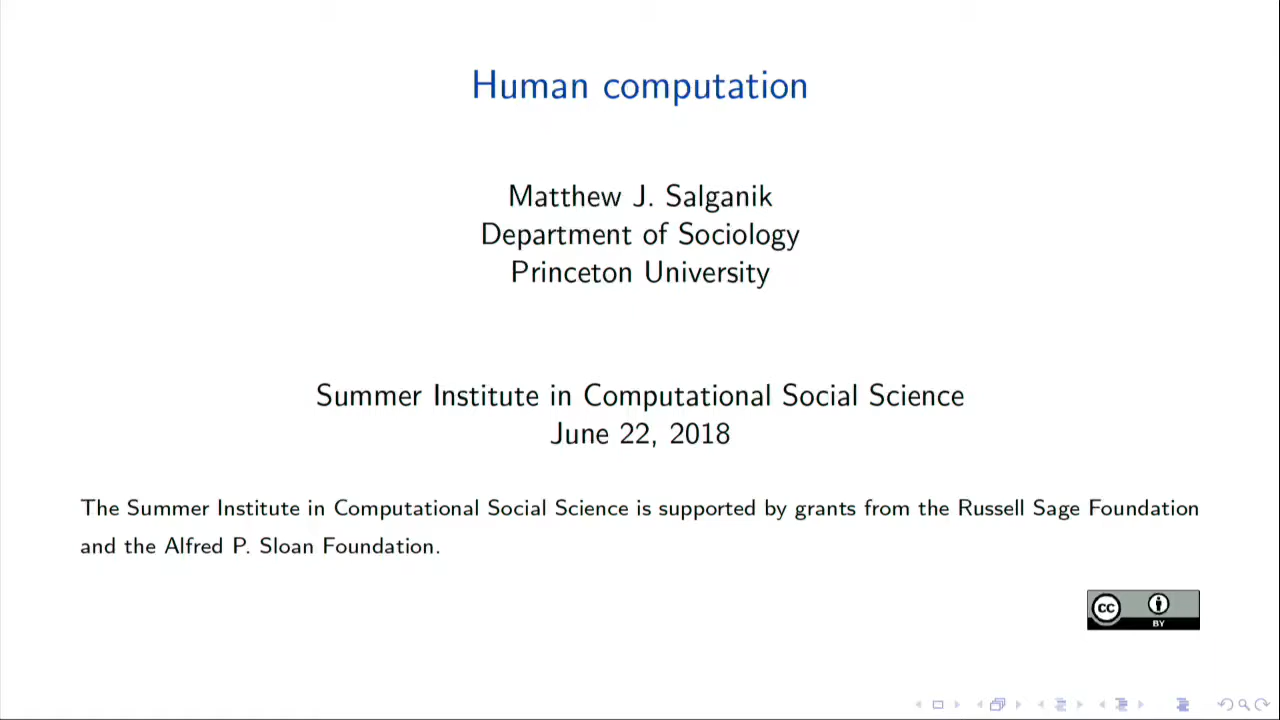 Human computation
Matthew J. Salganik
Department of Sociology
Princeton University
Summer Institute in Computational Social Science
June 22, 2018
The Summer Institute in Computational Social Science is supported by grants from the Russell Sage Foundation
and the Alfred P. Sloan Foundation.
cc
BY